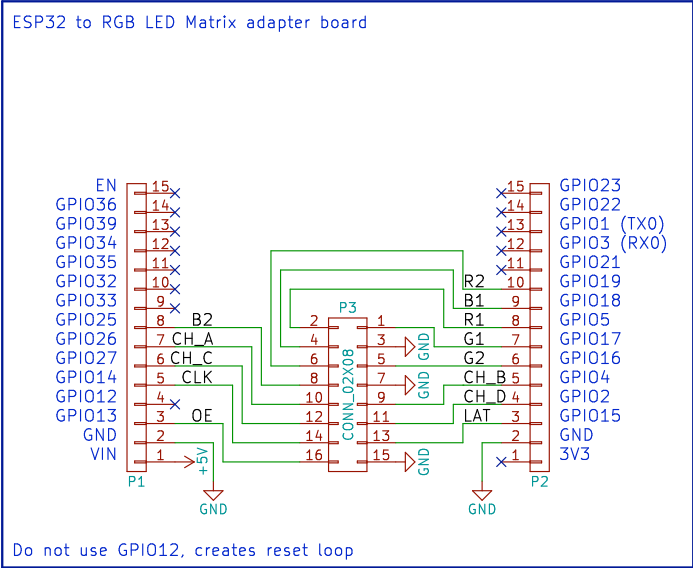 ESP32 to RGB LED Matrix adapter board
EN 15
GPIO36 14
GPIO39 13
GPIO34 12
GPIO35 11
GPIO32 10
GPIO33 9
GPIO25 8 B2
GPIO26 7 CH_A
GPIO27 6 CH_C
GPIO14 5 CLK
GPIO12 4
GPIO13 3 OE
GND 2
VIN 1 +5V
P1
GND
P3
2 1
4 3 GND
6 5
8 7 GND
10 9
12 11
14 13
16 15 GND
CONN_02X08
15 GPIO23
14 GPIO22
13 GPIO1 (TX0)
12 GPIO3 (RX0)
11 GPIO21
R2 10 GPIO19
B1 9 GPIO18
R1 8 GPIO5
G1 7 GPIO17
G2 6 GPIO16
CH_B 5 GPIO4
CH_D 4 GPIO2
LAT 3 GPIO15
2 GND
1 3V3
P2
GND
Do not use GPIO12, creates reset loop